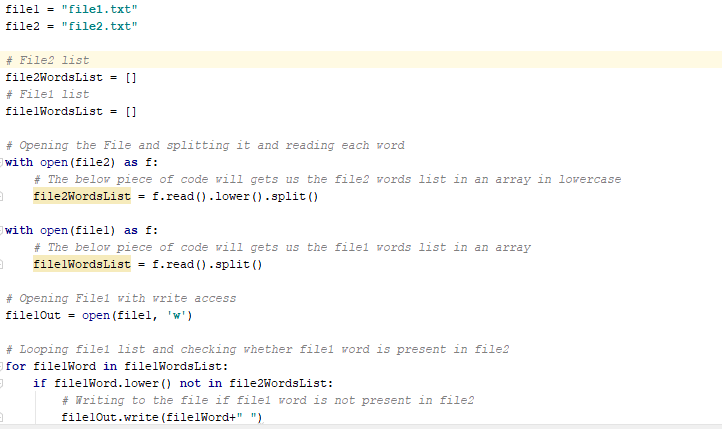 file1 = "file1.txt"
file2 = "file2.txt"
# File2 list
file2WordsList = []
# File1 list
file1WordsList = []
# Opening the File and splitting it and reading each word
with open(file2) as f:
# The below piece of code will gets us the file2 words list in an array in lowercase
file2WordsList = f.read().lower().split()
with open(file1) as f:
# The below piece of code will gets us the file1 words list in an array
file1WordsList = f.read().split()
# Opening File1 with write access
file1Out = open(file1, 'w')
# Looping file1 list and checking whether file1 word is present in file2
for file1Word in file1WordsList:
if file1Word.lower() not in file2WordsList:
# Writing to the file if file1 word is not present in file2
file1Out.write(file1Word+" ")